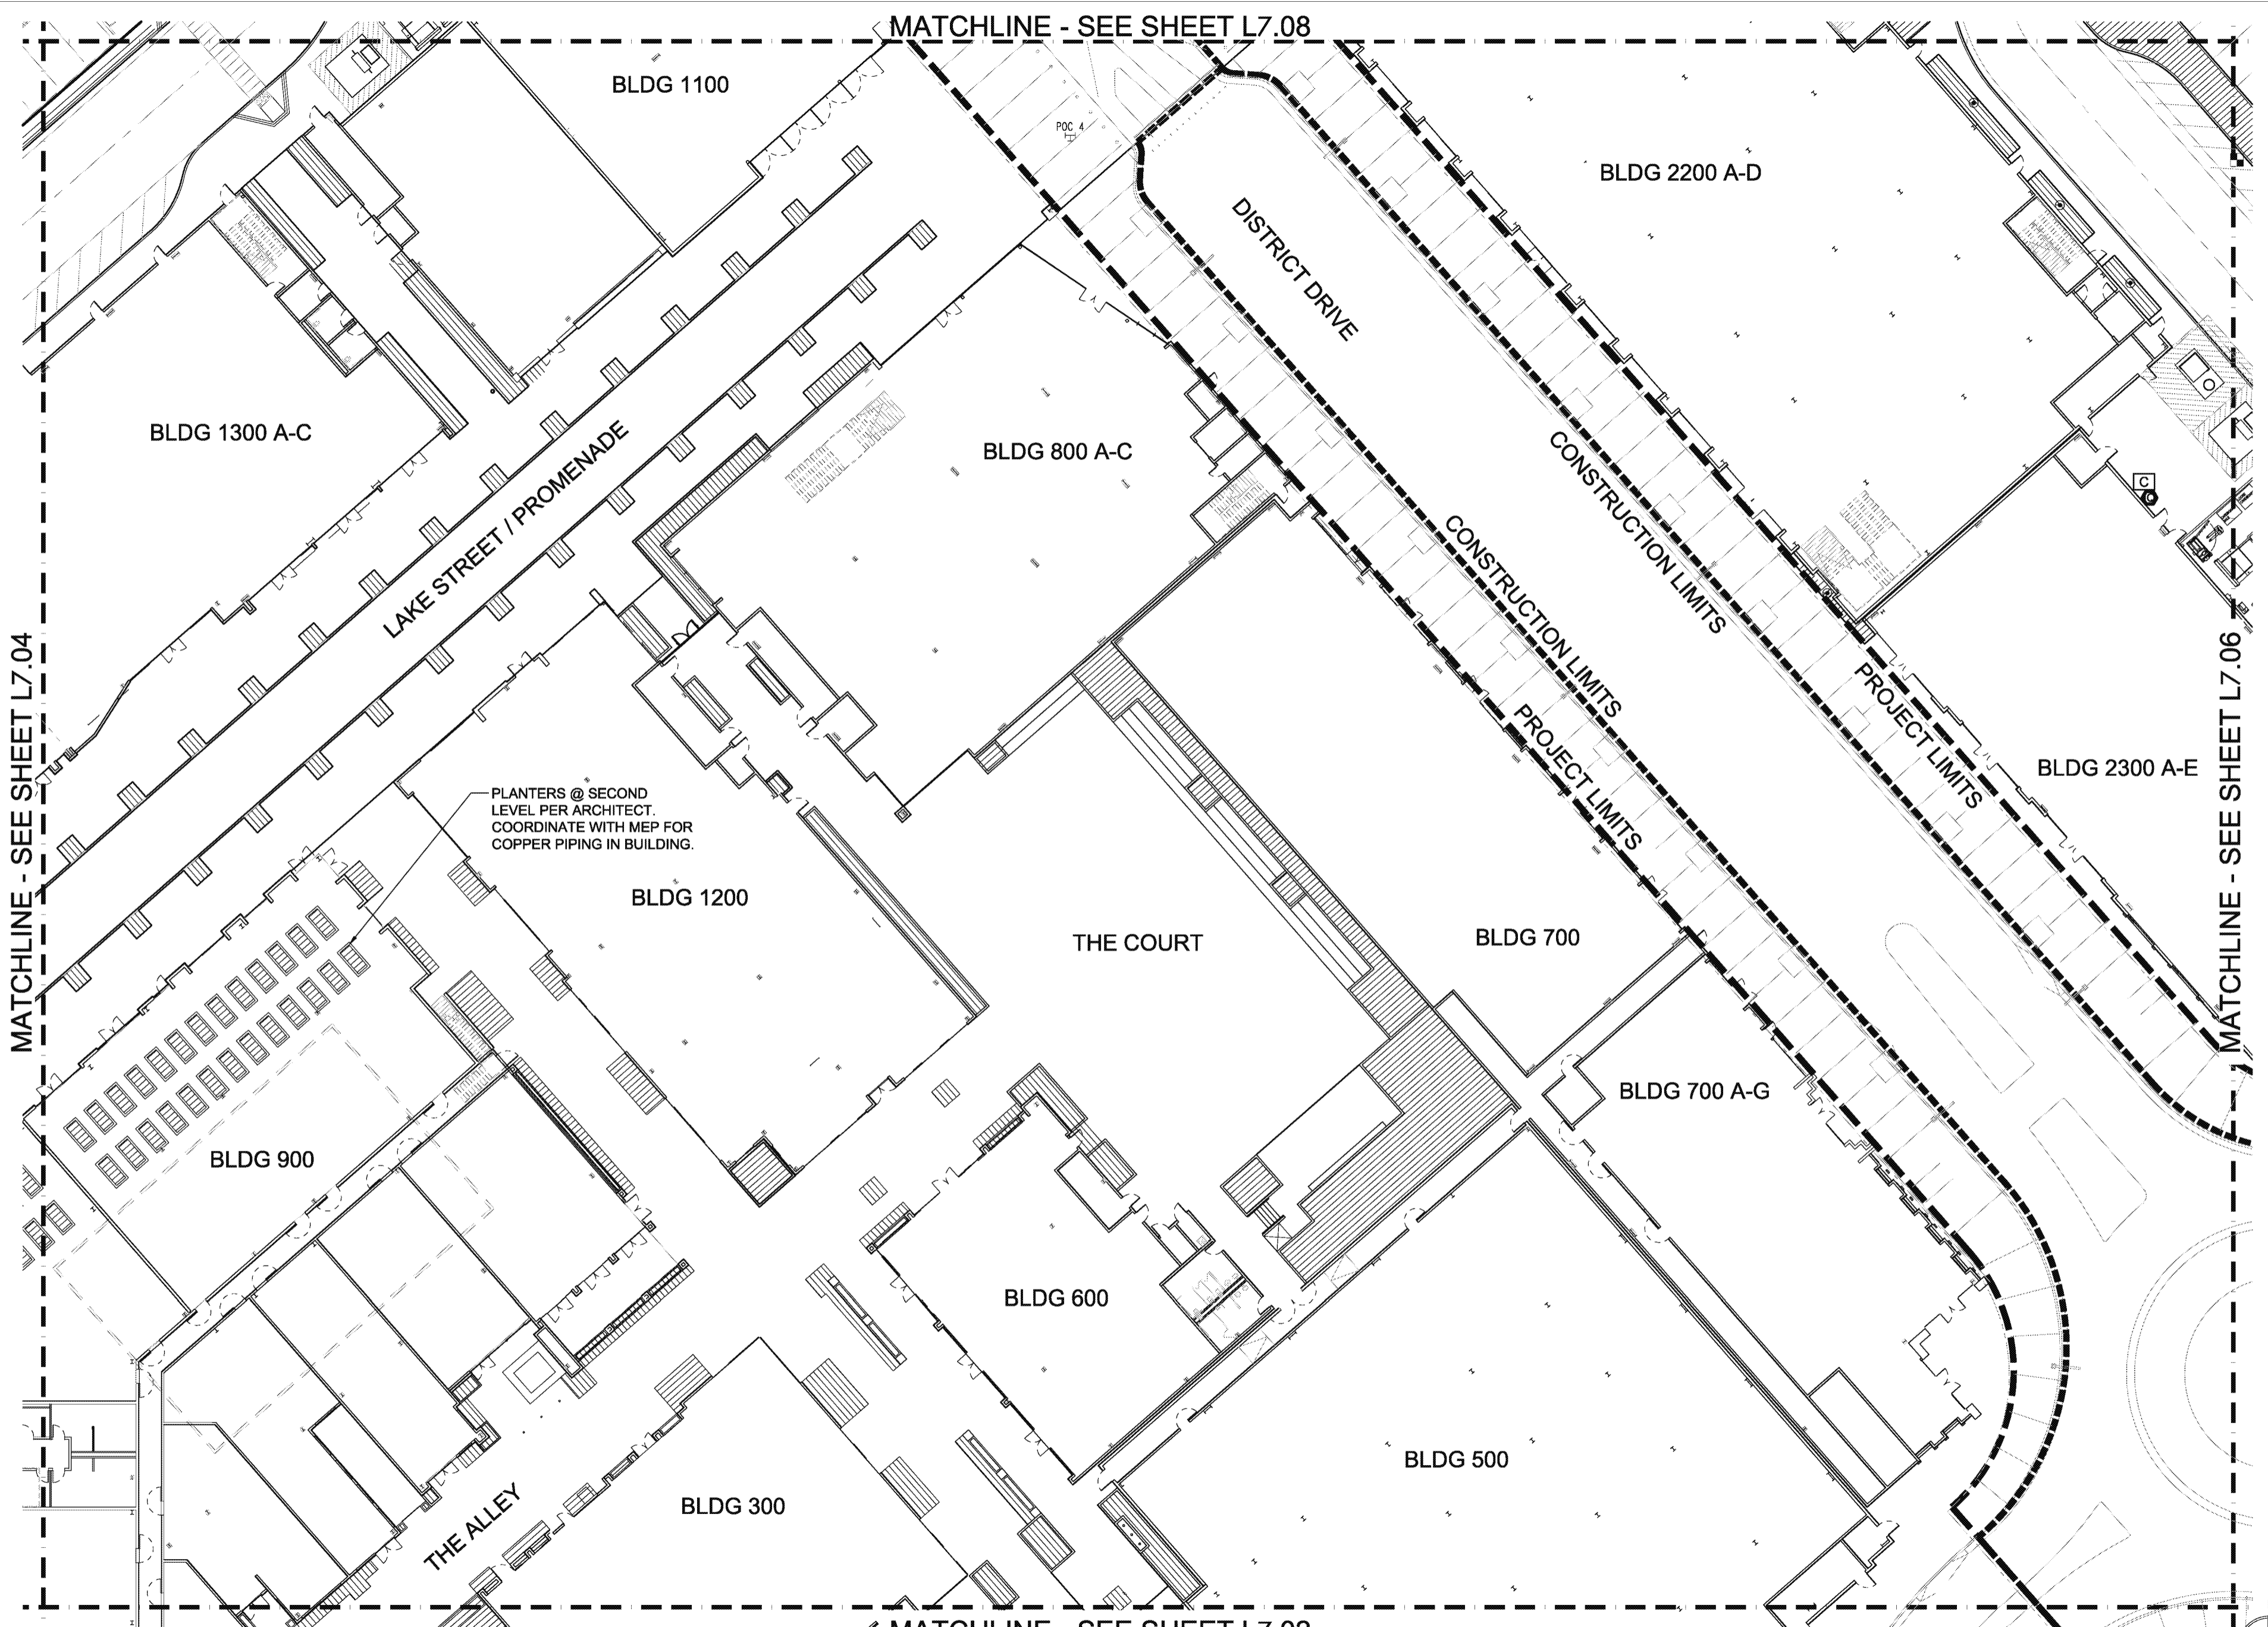 MATCHLINE - SEE SHEET L7.08
BLDG 1100
POC 4
BLDG 2200 A-D
DISTRICT DRIVE
BLDG 1300 A-C
LAKE STREET / PROMENADE
BLDG 800 A-C
CONSTRUCTION LIMITS
C
CONSTRUCTION LIMITS
MATCHLINE - SEE SHEET L7.04
MATCHLINE - SEE SHEET L7.06
PROJECT LIMITS
PROJECT LIMITS
BLDG 2300 A-E
PLANTERS @ SECOND
LEVEL PER ARCHITECT.
COORDINATE WITH MEP FOR
COPPER PIPING IN BUILDING.
BLDG 1200
THE COURT
BLDG 700
BLDG 700 A-G
BLDG 900
BLDG 600
BLDG 500
BLDG 300
THE ALLEY
MATCHLINE - SEE SHEET